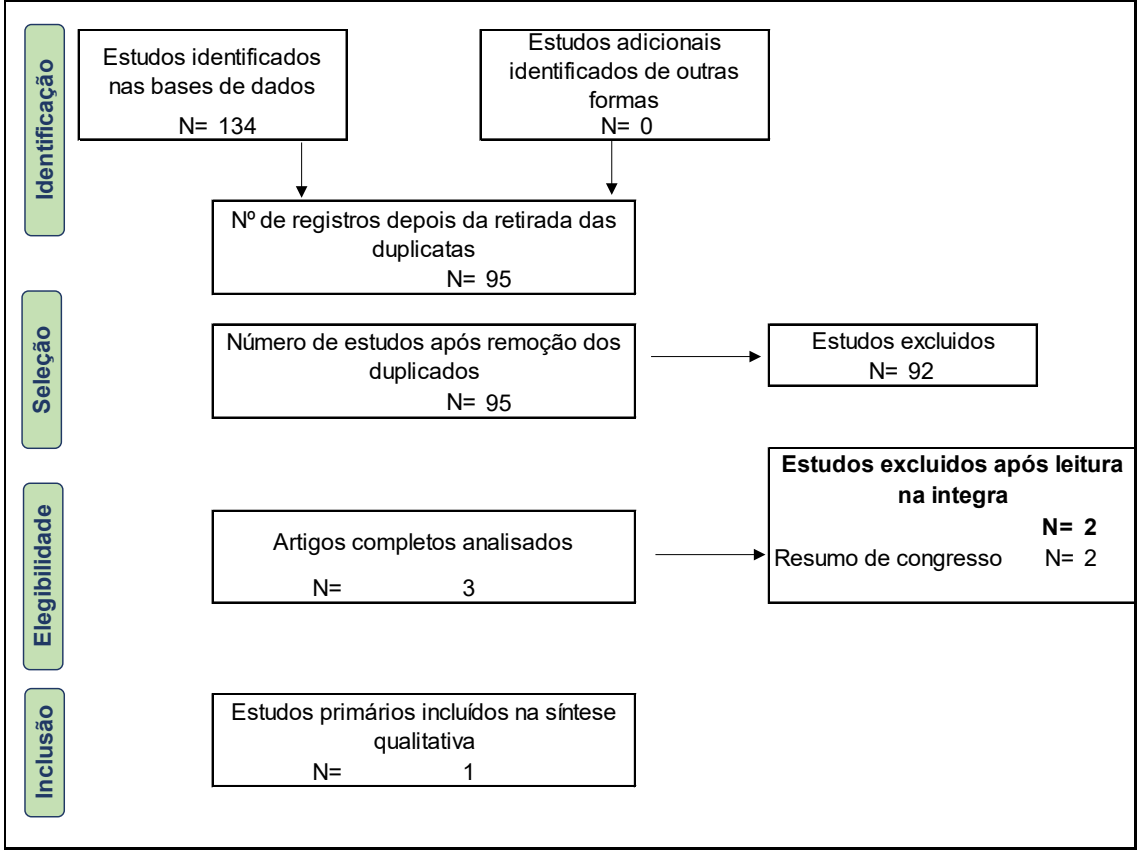 Identificação
Estudos identificados
nas bases de dados
N= 134
Estudos adicionais
identificados de outras
formas
N= 0
Nº de registros depois da retirada das
duplicatas
N= 95
Seleção
Número de estudos após remoção dos
duplicados
N= 95
Estudos excluidos
N= 92
Elegibilidade
Artigos completos analisados
N= 3
Estudos excluidos após leitura
na integra
N= 2
Resumo de congresso N= 2
Inclusão
Estudos primários incluídos na síntese
qualitativa
N= 1